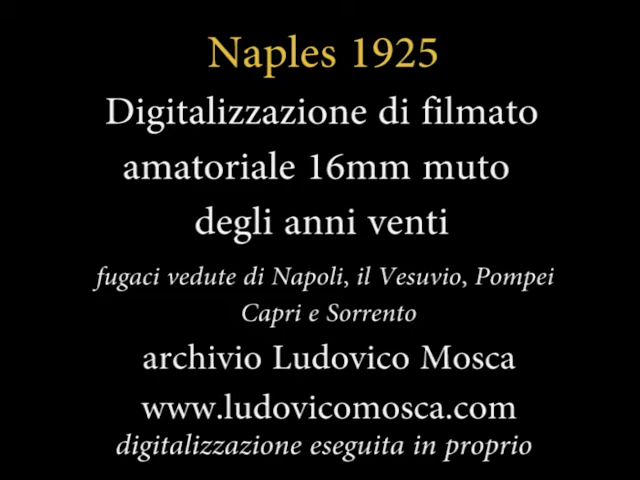 Naples 1925
Digitalizzazione di filmato
amatoriale 16mm muto
degli anni venti
fugaci vedute di Napoli, il Vesuvio, Pompei
Capri e Sorrento
archivio Ludovico Mosca
www.ludovicomosca.com
digitalizzazione eseguita in proprio